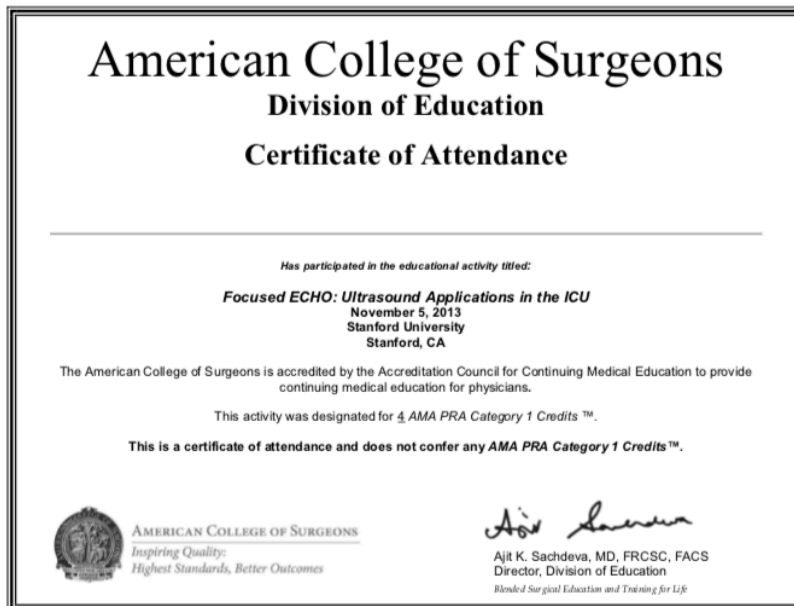 American College of Surgeons
Division of Education
Certificate of Attendance
Has participated in the educational activity titled:
Focused ECHO: Ultrasound Applications in the ICU
November 5, 2013
Stanford University
Stanford, CA
The American College of Surgeons is accredited by the Accreditation Council for Continuing Medical Education to provide
continuing medical education for physicians.
This activity was designated for 4 AMA PRA Category 1 Credits ™.
This is a certificate of attendance and does not confer any AMA PRA Category 1 Credits™.
AMERICAN COLLEGE OF SURGEONS
Inspiring Quality:
Highest Standards, Better Outcomes
Ajit K. Sachdeva, MD, FRCSC, FACS
Director, Division of Education
Blended Surgical Education and Training for Life